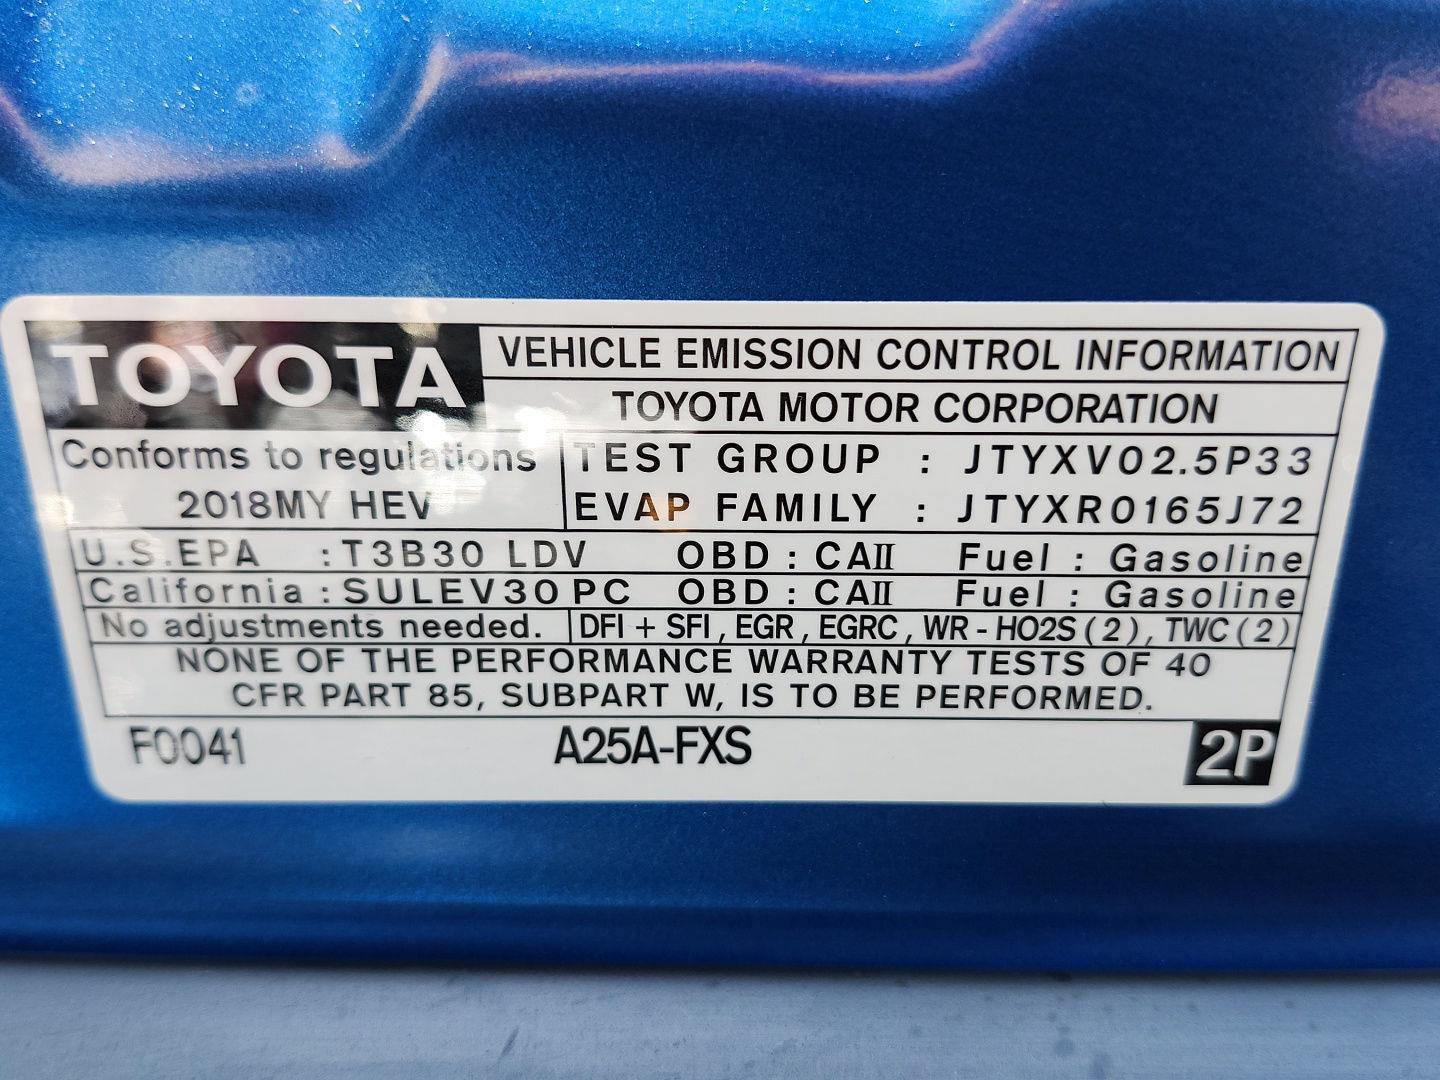 TOYOTA VEHICLE EMISSION CONTROL INFORMATION
TOYOTA MOTOR CORPORATION
Conforms to regulations TEST GROUP : JTYXV02.5P33
2018MY HEV EVAP FAMILY : JTYXR0165J72
U.S.EPA : T3B30 LDV OBD : CAII Fuel : Gasoline
California : SULEV30 PC OBD : CAII Fuel : Gasoline
No adjustments needed. DFI + SFI, EGR, EGRC, WR-HO2S(2), TWC(2)
NONE OF THE PERFORMANCE WARRANTY TESTS OF 40
CFR PART 85, SUBPART W, IS TO BE PERFORMED.
F0041 A25A-FXS 2P